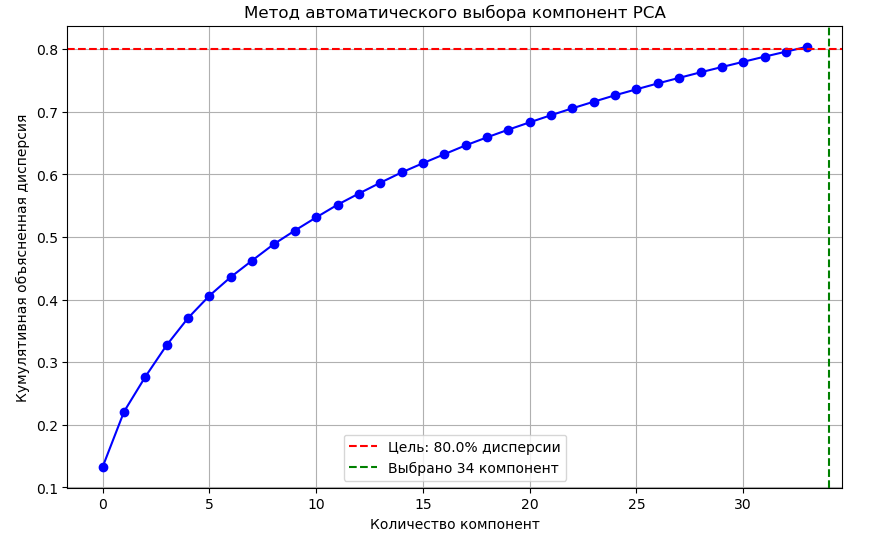 Метод автоматического выбора компонент PCA
Кумулятивная объясненная дисперсия
0.8
0.7
0.6
0.5
0.4
0.3
0.2
0.1
Цель: 80.0% дисперсии
Выбрано 34 компонент
0 5 10 15 20 25 30
Количество компонент